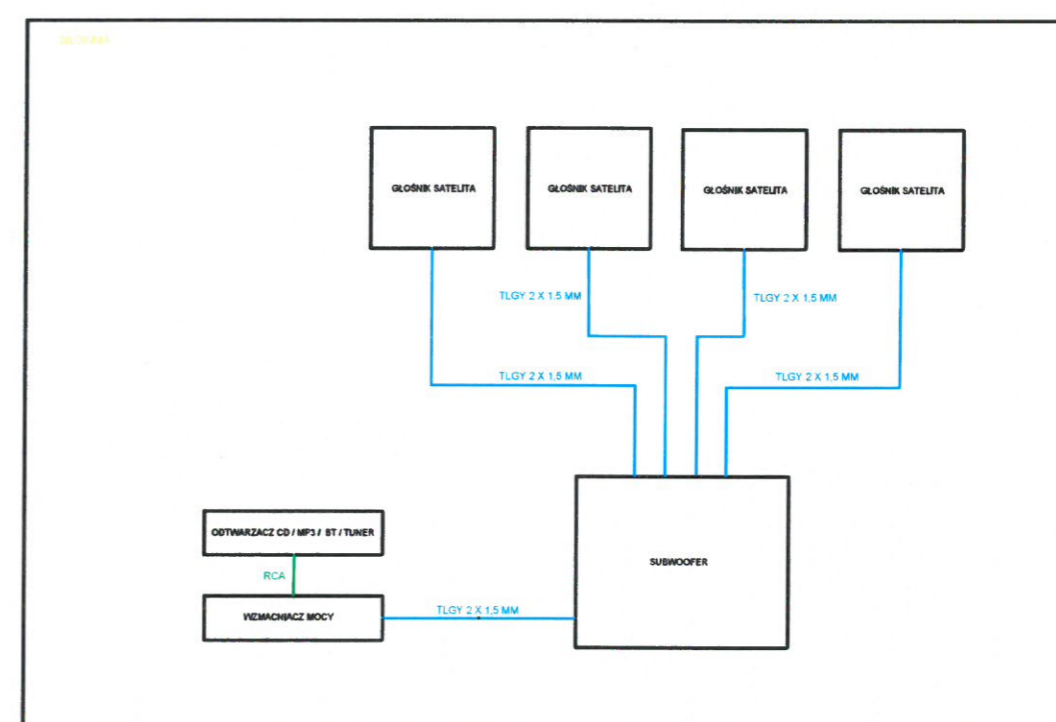 GŁOŚNIK SATELITA
GŁOŚNIK SATELITA
GŁOŚNIK SATELITA
GŁOŚNIK SATELITA
TLGY 2 X 1,5 MM
TLGY 2 X 1,5 MM
TLGY 2 X 1,5 MM
TLGY 2 X 1,5 MM
ODTWARZACZ CD / MP3 / BT / TUNER
RCA
SUBWOOFER
WZMACNIACZ MOCY
TLGY 2 X 1,5 MM